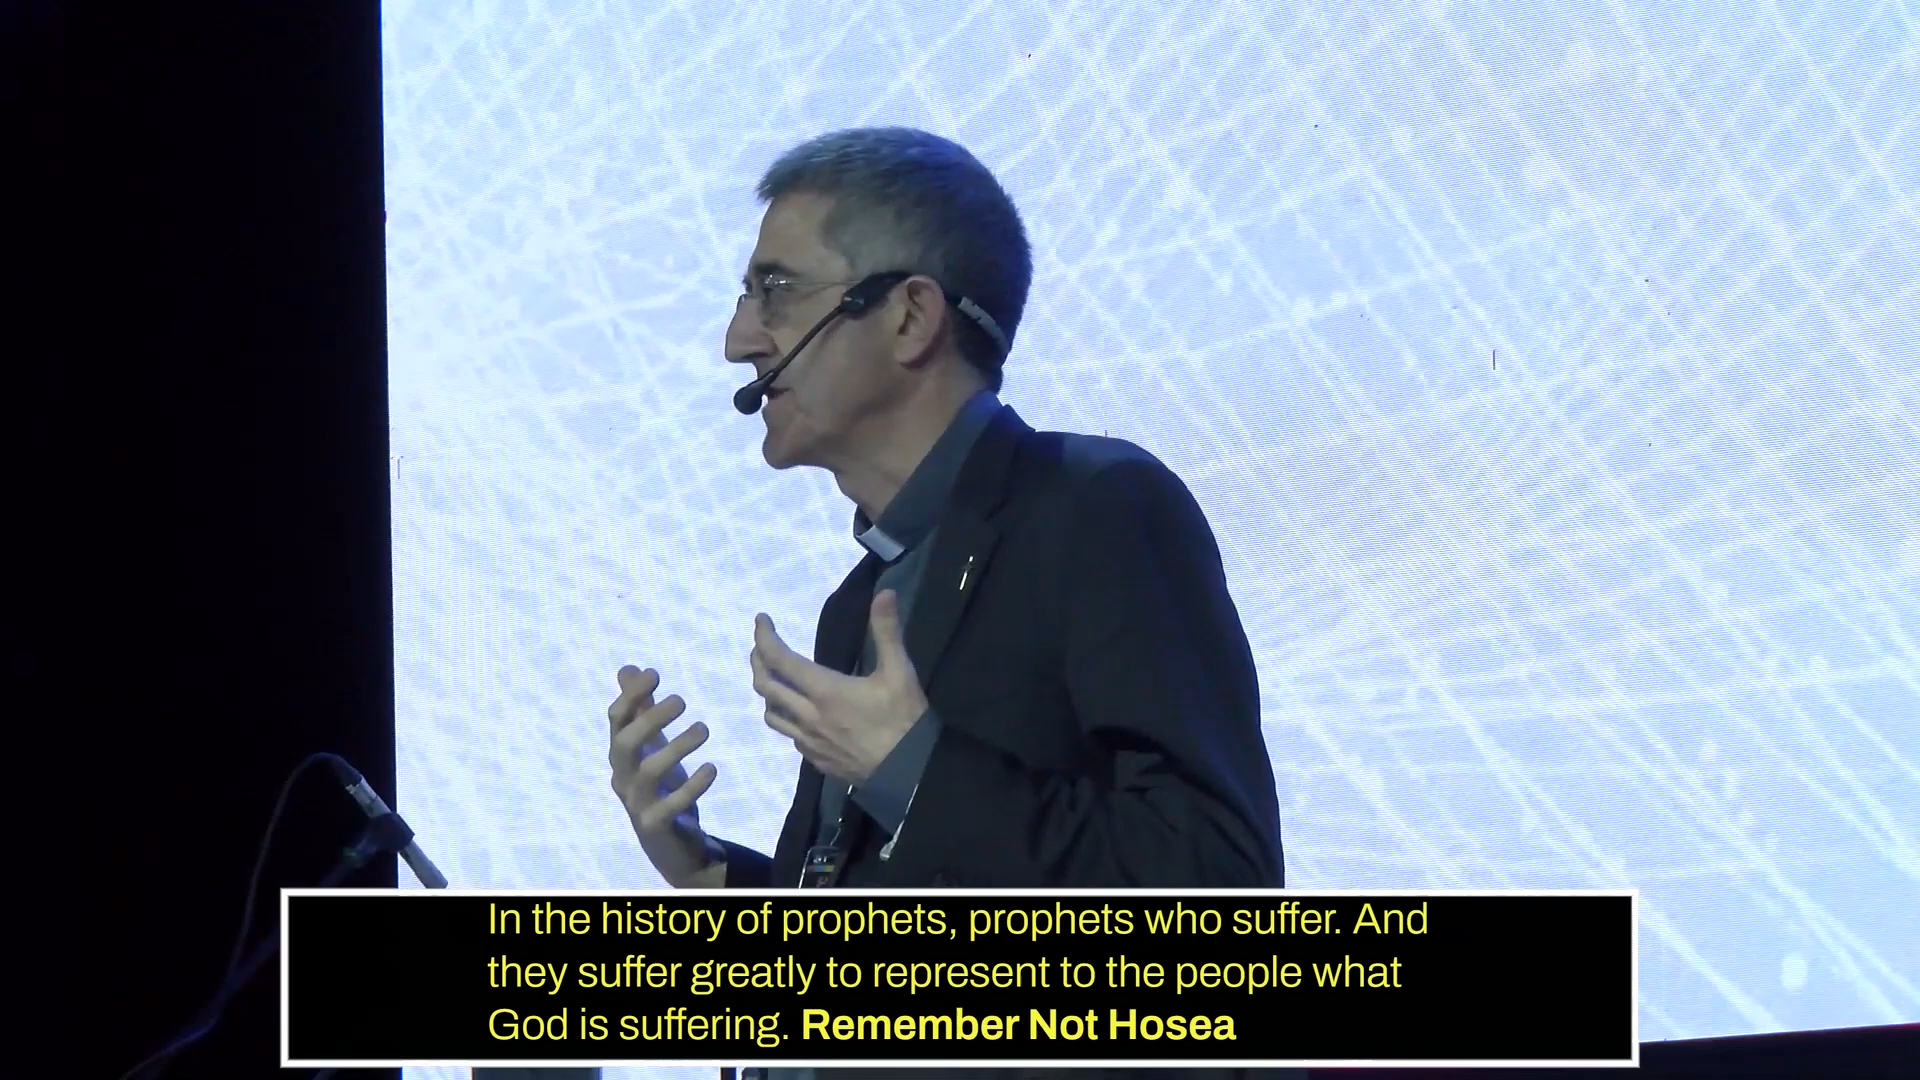 In the history of prophets, prophets who suffer. And
they suffer greatly to represent to the people what
God is suffering. Remember Not Hosea